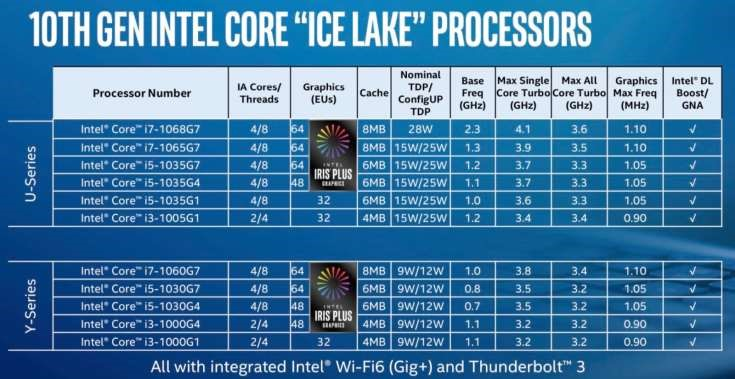 10TH GEN INTEL CORE “ICE LAKE” PROCESSORS
Processor Number IA Cores/ Threads Graphics (EUs) Cache Nominal TDP/ ConfigUP TDP Base Freq (GHz) Max Single Core Turbo (GHz) Max All Core Turbo (GHz) Graphics Max Freq (MHz) Intel® DL Boost/ GNA
U-Series
Intel® Core™ i7-1068G7 4/8 64 8MB 28W 2.3 4.1 3.6 1.10 √
Intel® Core™ i7-1065G7 4/8 64 8MB 15W/25W 1.3 3.9 3.5 1.10 √
Intel® Core™ i5-1035G7 4/8 64 6MB 15W/25W 1.2 3.7 3.3 1.05 √
Intel® Core™ i5-1035G4 4/8 48 6MB 15W/25W 1.1 3.7 3.3 1.05 √
INTEL
IRIS PLUS
GRAPHICS
Intel® Core™ i5-1035G1 4/8 32 6MB 15W/25W 1.0 3.6 3.3 1.05 √
Intel® Core™ i3-1005G1 2/4 32 4MB 15W/25W 1.2 3.4 3.4 0.90 √
Y-Series
Intel® Core™ i7-1060G7 4/8 64 8MB 9W/12W 1.0 3.8 3.4 1.10 √
Intel® Core™ i5-1030G7 4/8 64 6MB 9W/12W 0.8 3.5 3.2 1.05 √
Intel® Core™ i5-1030G4 4/8 48 6MB 9W/12W 0.7 3.5 3.2 1.05 √
Intel® Core™ i3-1000G4 2/4 48 4MB 9W/12W 1.1 3.2 3.2 0.90 √
INTEL
IRIS PLUS
GRAPHICS
Intel® Core™ i3-1000G1 2/4 32 4MB 9W/12W 1.1 3.2 3.2 0.90 √
All with integrated Intel® Wi-Fi6 (Gig+) and Thunderbolt™ 3